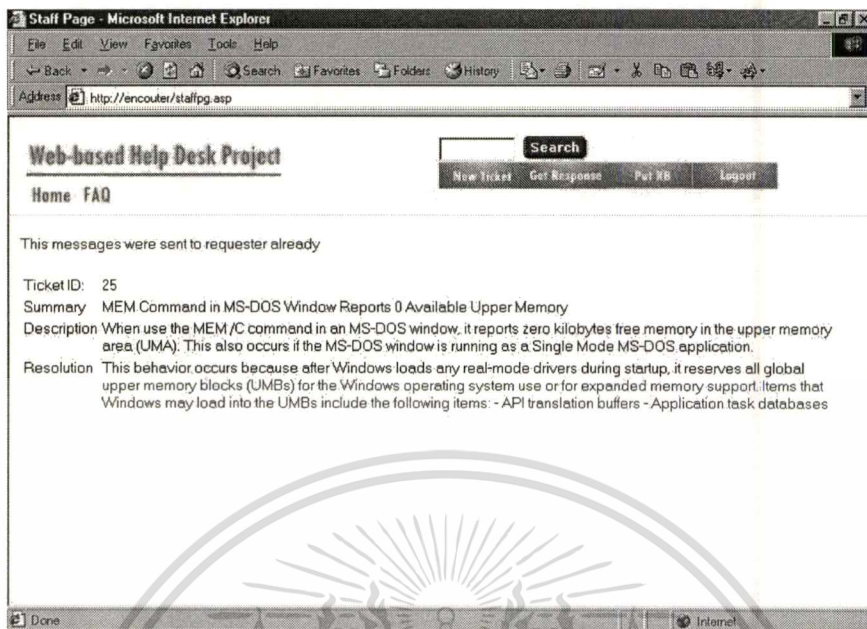 Staff Page - Microsoft Internet Explorer
File Edit View Favorites Tools Help
Back Search Favorites Folders History
Address http://encouter/staffpg.asp
Web-based Help Desk Project
Search
New Ticket Get Response Put KB Logout
Home FAQ
This messages were sent to requester already
Ticket ID: 25
Summary MEM Command in MS-DOS Window Reports 0 Available Upper Memory
Description When use the MEM /C command in an MS-DOS window, it reports zero kilobytes free memory in the upper memory
area (UMA). This also occurs if the MS-DOS window is running as a Single Mode MS-DOS application.
Resolution This behavior occurs because after Windows loads any real-mode drivers during startup, it reserves all global
upper memory blocks (UMBs) for the Windows operating system use or for expanded memory support. Items that
Windows may load into the UMBs include the following items: - API translation buffers - Application task databases
Done Internet